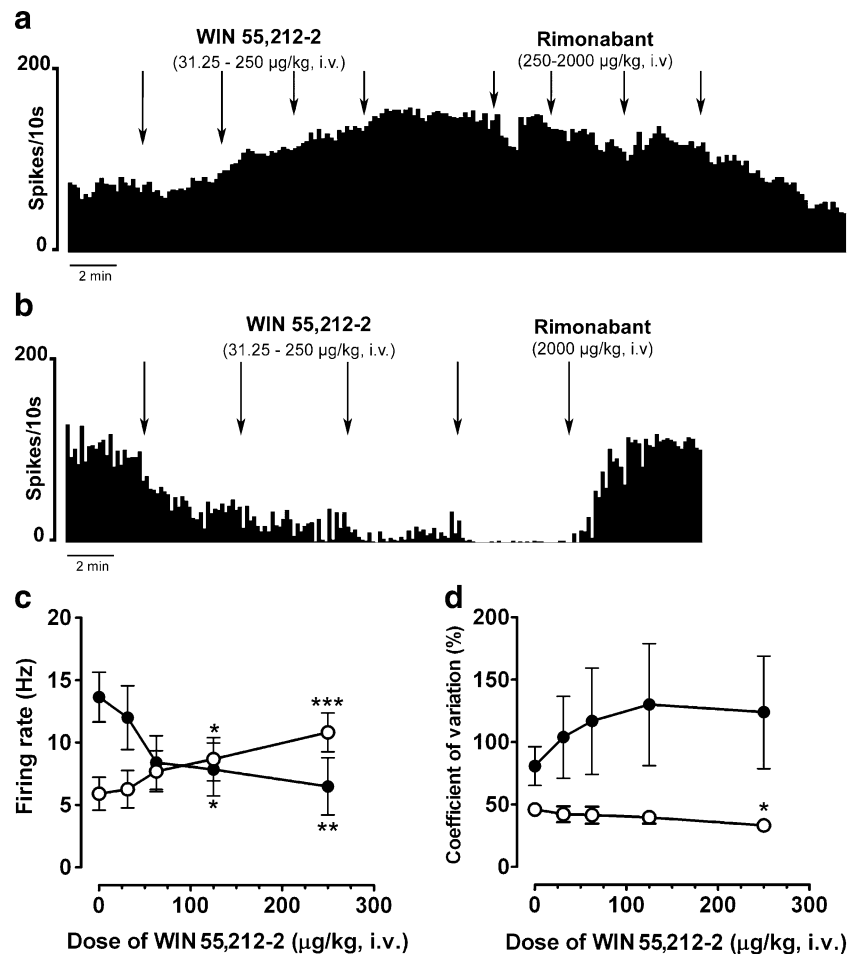 a
WIN 55,212-2
(31.25 - 250 µg/kg, i.v.)
Rimonabant
(250-2000 µg/kg, i.v)
200
Spikes/10s
0
2 min
b
WIN 55,212-2
(31.25 - 250 µg/kg, i.v.)
Rimonabant
(2000 µg/kg, i.v)
200
Spikes/10s
0
2 min
c
20
15
10
5
0
Firing rate (Hz)
*
***
*
**
0 100 200 300
Dose of WIN 55,212-2 (µg/kg, i.v.)
d
200
150
100
50
0
Coefficient of variation (%)
*
0 100 200 300
Dose of WIN 55,212-2 (µg/kg, i.v.)